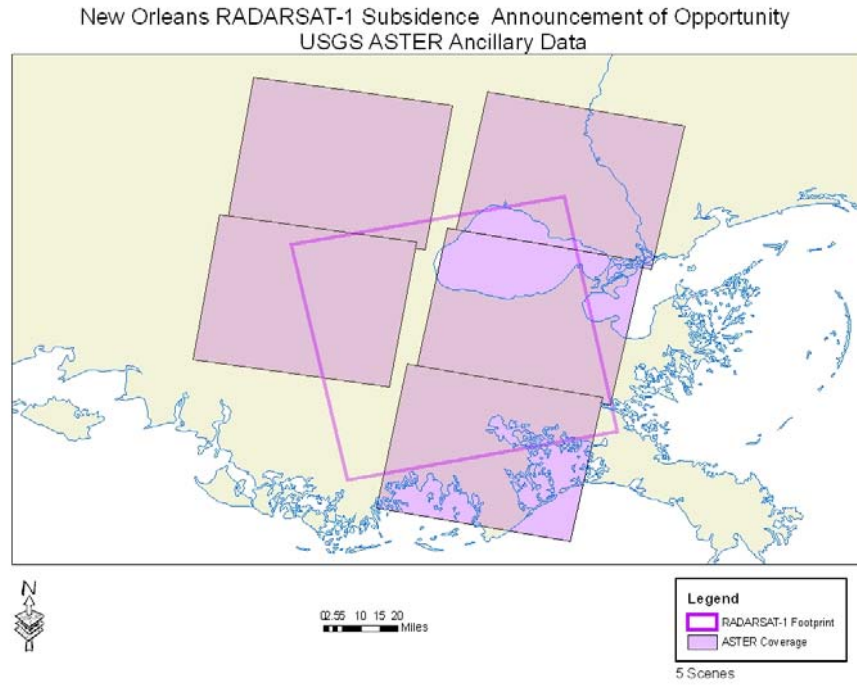 New Orleans RADARSAT-1 Subsidence Announcement of Opportunity
USGS ASTER Ancillary Data
N
02.55 10 15 20
Miles
Legend
RADARSAT-1 Footprint
ASTER Coverage
5 Scenes